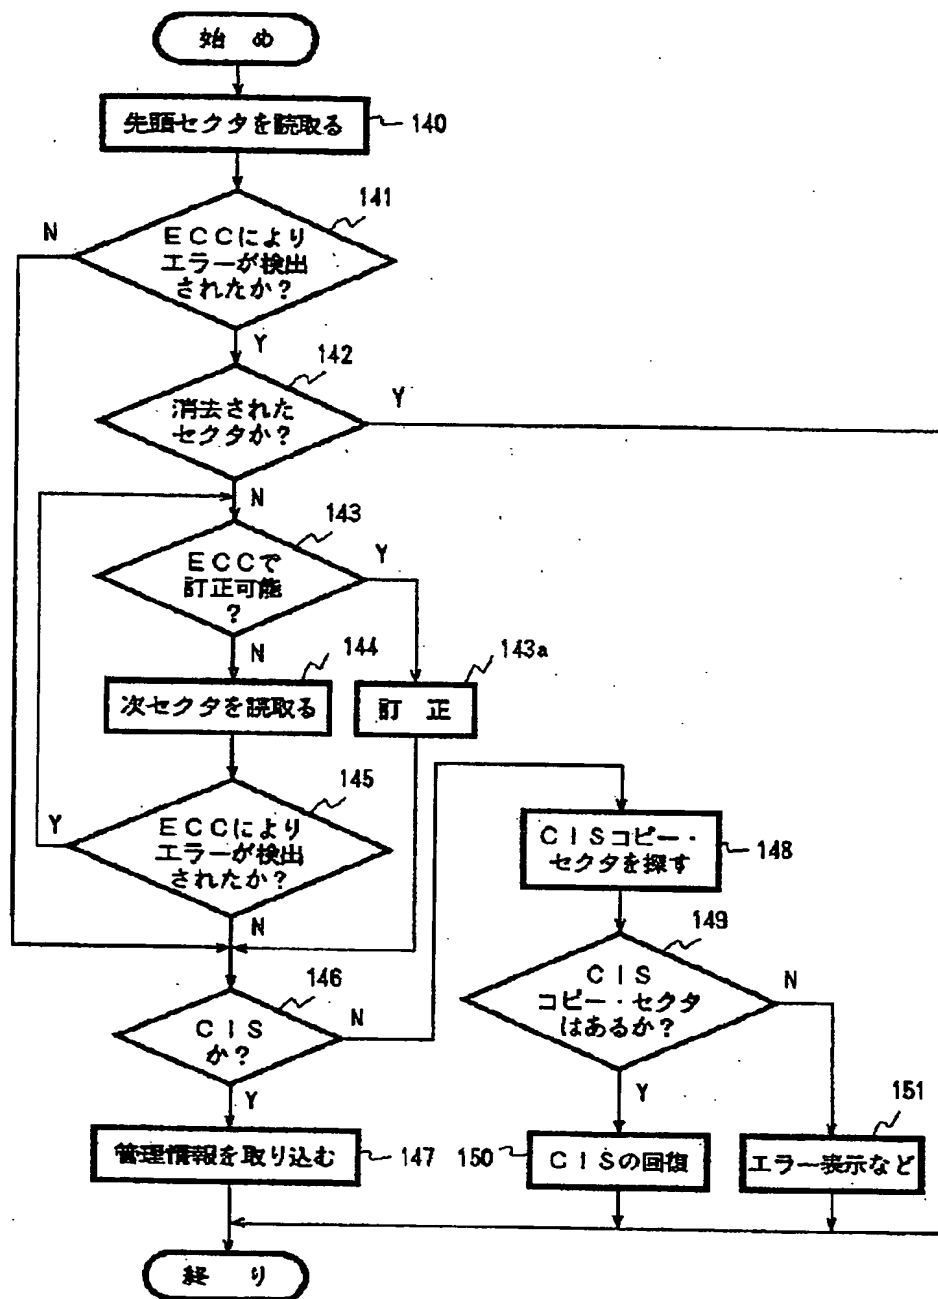 始 め
先頭セクタを読取る
140
141
N
ECCにより
エラーが検出
されたか?
Y
142
消去された
セクタか?
Y
N
143
ECCで
訂正可能
?
Y
N
144
143a
次セクタを読取る
訂 正
145
Y
ECCにより
エラーが検出
されたか?
N
CISコピー・
セクタを探す
148
149
146
CIS
か?
N
CIS
コピー・セクタ
はあるか?
N
Y
Y
151
管理情報を取り込む
147
150
CISの回復
エラー表示など
終 り